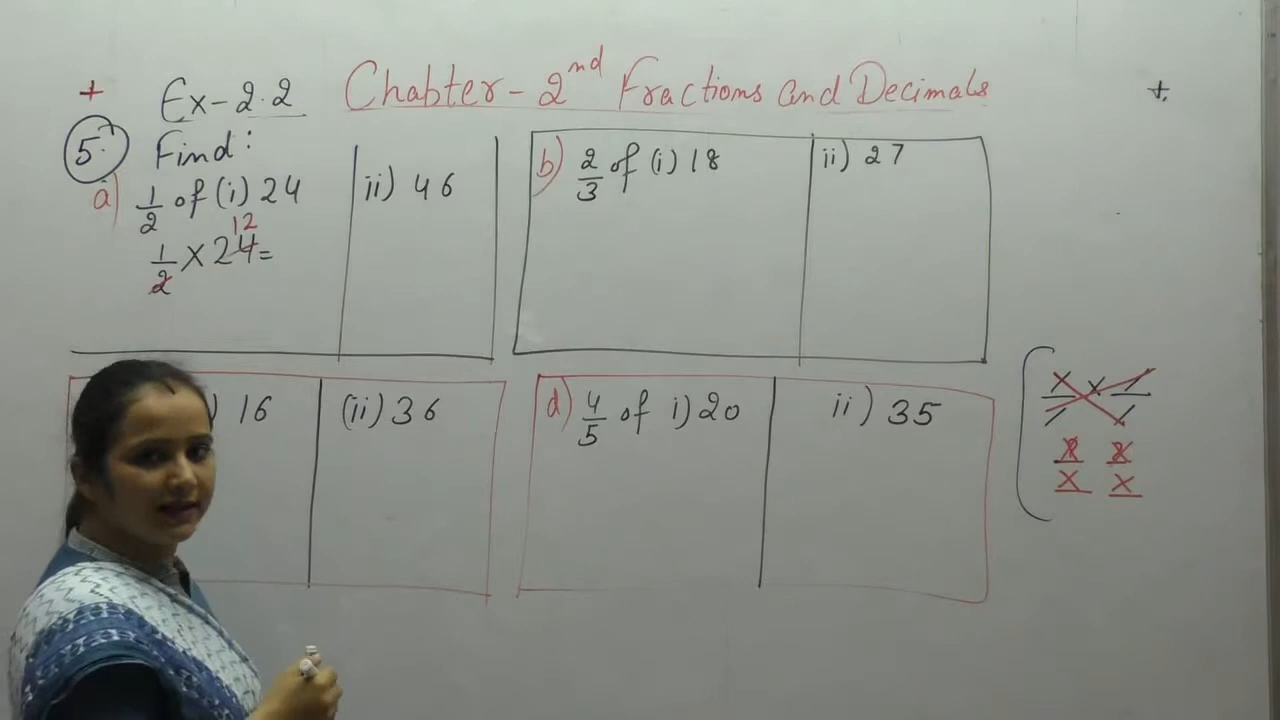 + Ex-2.2 Chabter-2nd Fractions and Decimals +.
5. Find:
a) 1/2 of (i) 24
12
1/2 X 24=
ii) 46
b) 2/3 of (i) 18
ii) 27
) 16
(ii) 36
d) 4/5 of i) 20
ii) 35